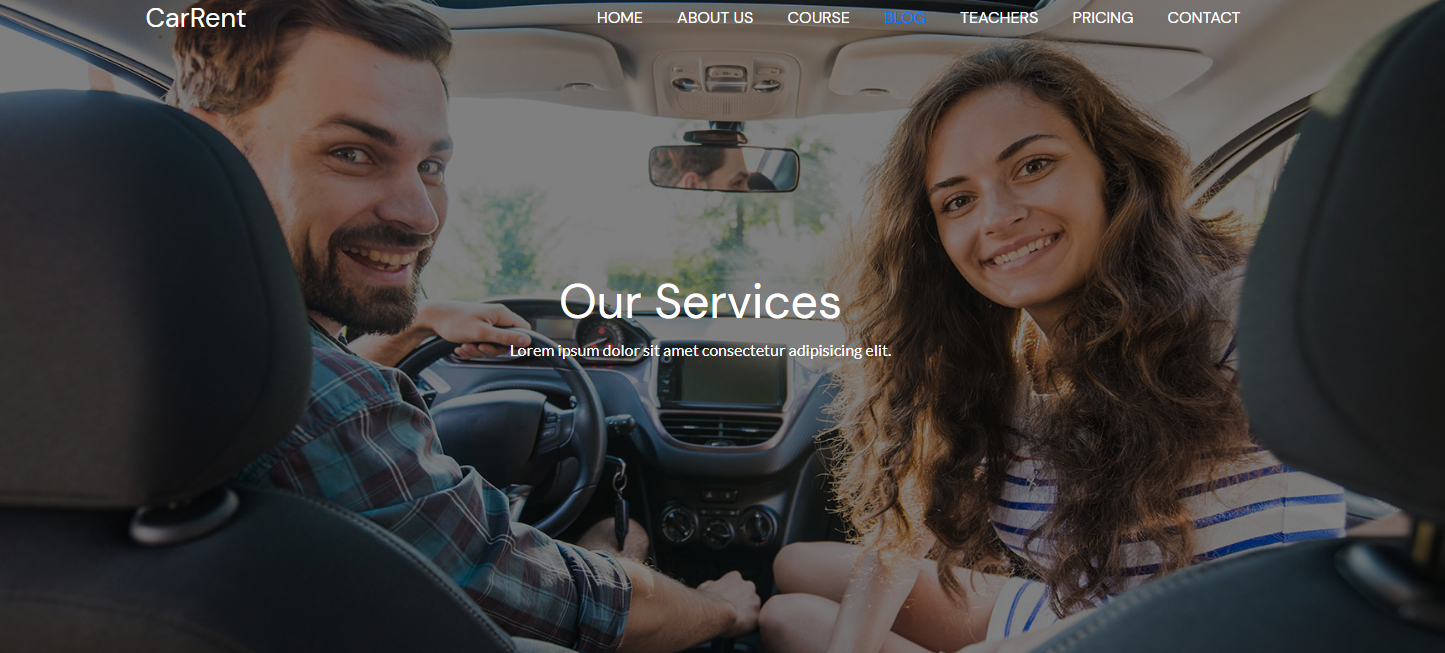 CarRent
HOME ABOUT US COURSE BLOG TEACHERS PRICING CONTACT
Our Services
Lorem ipsum dolor sit amet consectetur adipisicing elit.